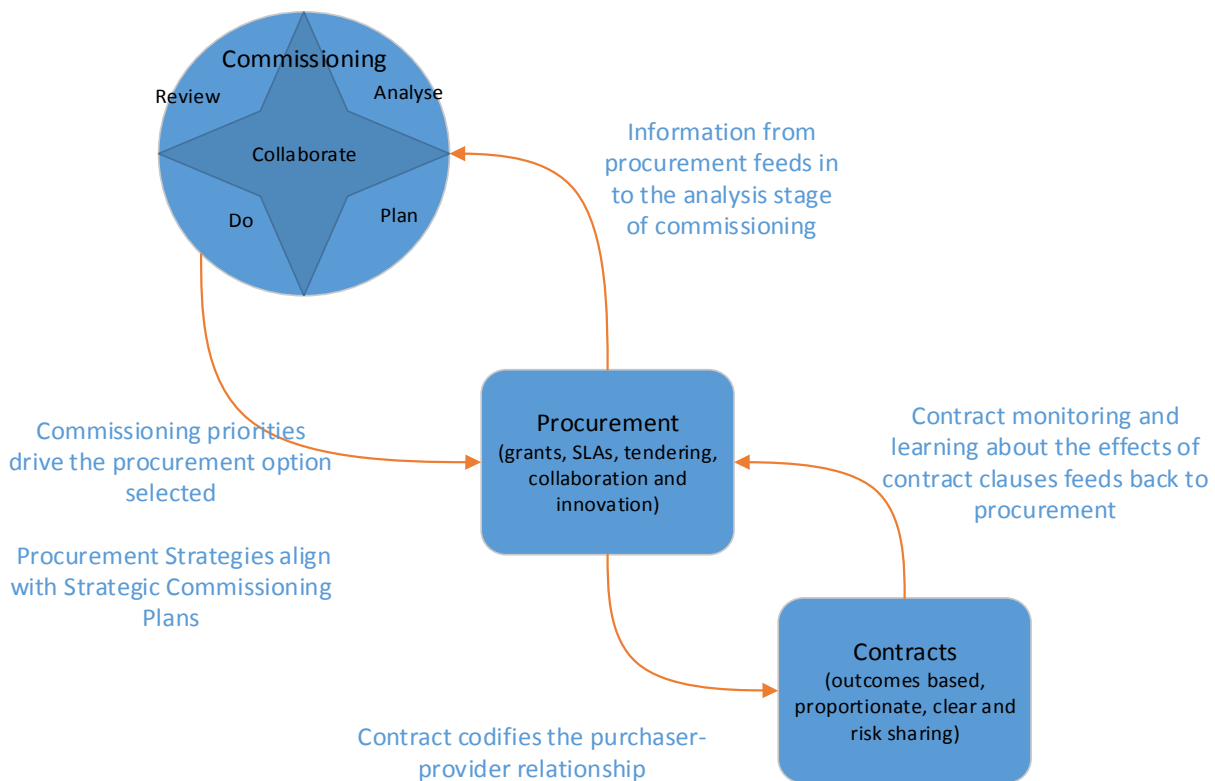 Commissioning
Review
Analyse
Collaborate
Do
Plan
Information from
procurement feeds in
to the analysis stage
of commissioning
Commissioning priorities
drive the procurement option
selected
Procurement Strategies align
with Strategic Commissioning
Plans
Procurement
(grants, SLAs, tendering,
collaboration and
innovation)
Contract monitoring and
learning about the effects of
contract clauses feeds back to
procurement
Contracts
(outcomes based,
proportionate, clear and
risk sharing)
Contract codifies the purchaser-
provider relationship